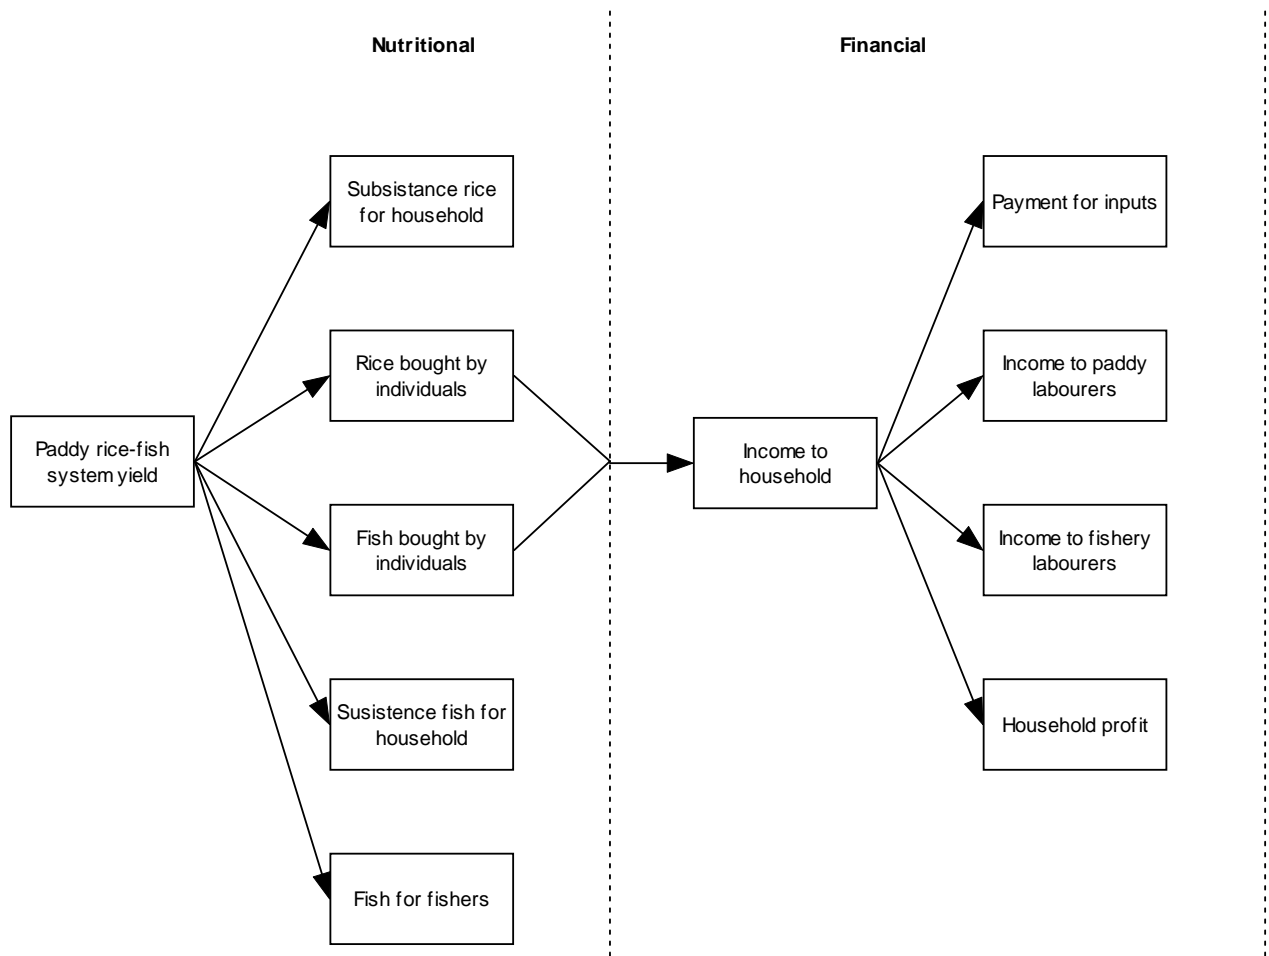 Nutritional
Financial
Subsistance rice
for household
Payment for inputs
Rice bought by
individuals
Income to paddy
labourers
Paddy rice-fish
system yield
Income to
household
Fish bought by
individuals
Income to fishery
labourers
Susistence fish for
household
Household profit
Fish for fishers